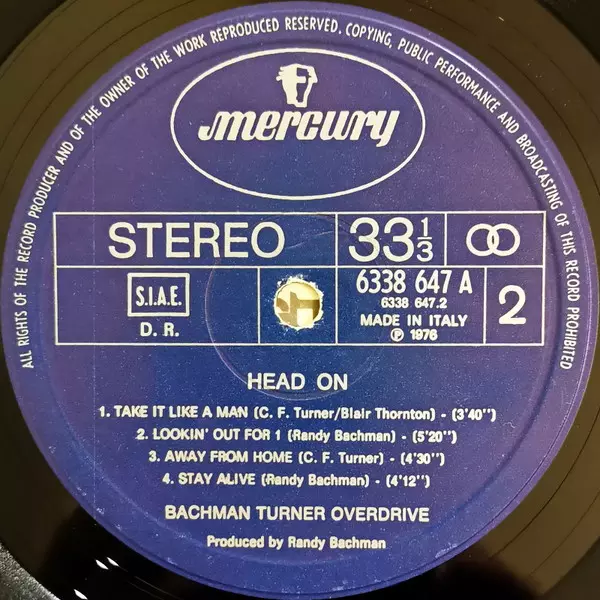 ALL RIGHTS OF THE RECORD PRODUCER AND OF THE OWNER OF THE WORK REPRODUCED RESERVED. COPYING, PUBLIC PERFORMANCE AND BROADCASTING OF THIS RECORD PROHIBITED
mercury
STEREO
33 1/3
S.I.A.E.
D. R.
6338 647 A
6338 647.2
MADE IN ITALY
℗ 1976
2
HEAD ON
1. TAKE IT LIKE A MAN (C. F. Turner/Blair Thornton) - (3'40'')
2. LOOKIN' OUT FOR 1 (Randy Bachman) - (5'20'')
3. AWAY FROM HOME (C. F. Turner) - (4'30'')
4. STAY ALIVE (Randy Bachman) - (4'12'')
BACHMAN TURNER OVERDRIVE
Produced by Randy Bachman